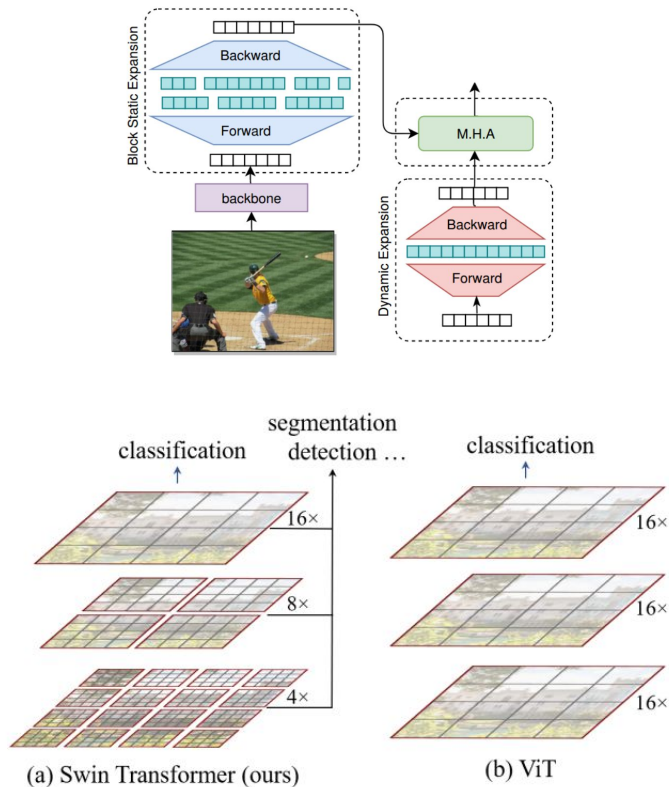 Block Static Expansion
Backward
Forward
backbone
M.H.A
Dynamic Expansion
Backward
Forward
segmentation
classification
detection ...
classification
16×
8×
4×
16×
16×
16×
(a) Swin Transformer (ours)
(b) ViT